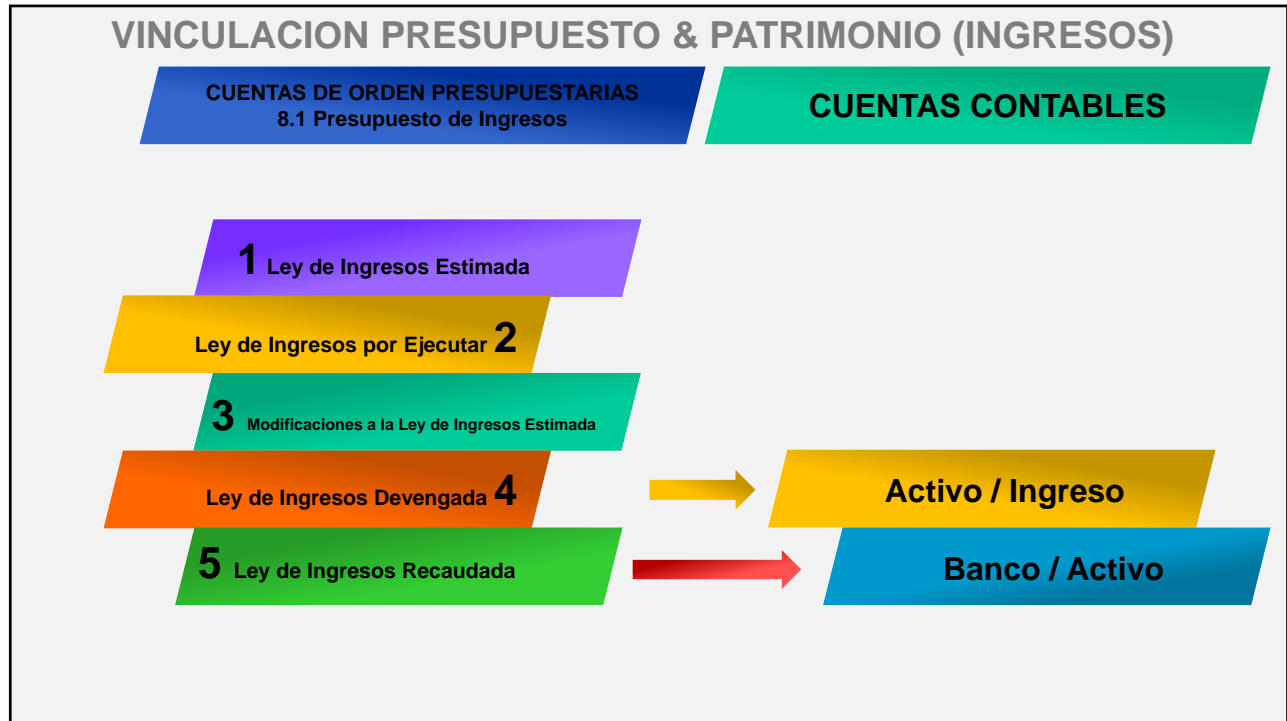 VINCULACION PRESUPUESTO & PATRIMONIO (INGRESOS)
CUENTAS DE ORDEN PRESUPUESTARIAS
8.1 Presupuesto de Ingresos
CUENTAS CONTABLES
1 Ley de Ingresos Estimada
Ley de Ingresos por Ejecutar 2
3 Modificaciones a la Ley de Ingresos Estimada
Ley de Ingresos Devengada 4
Activo / Ingreso
5 Ley de Ingresos Recaudada
Banco / Activo